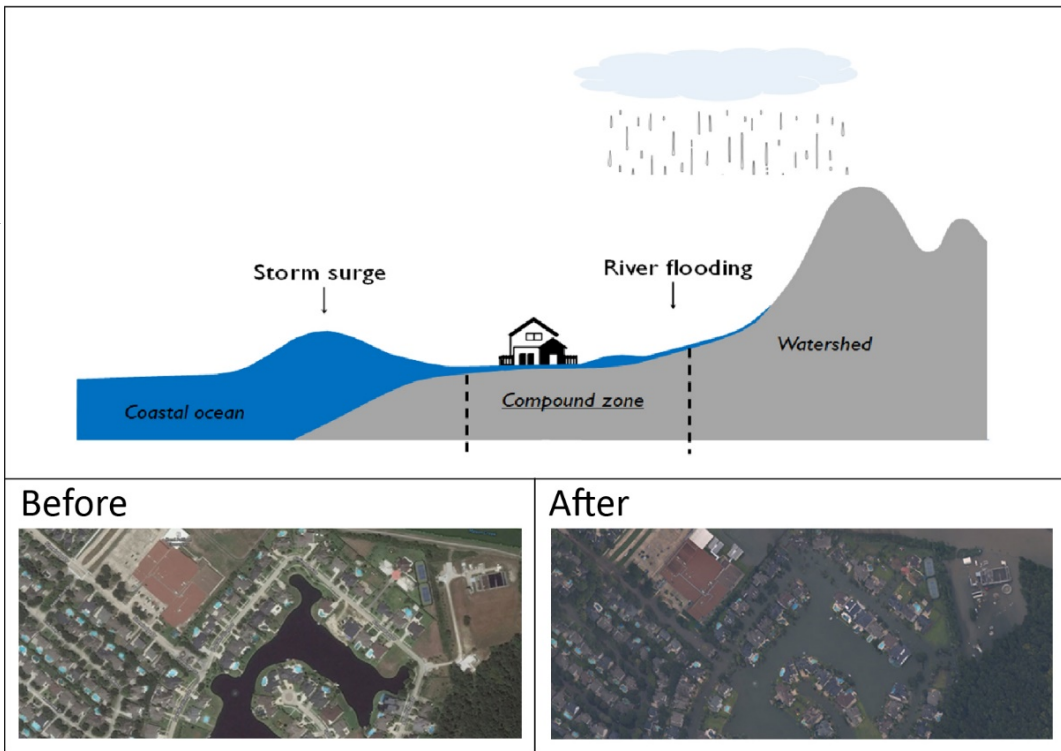 Storm surge
River flooding
Watershed
Coastal ocean
Compound zone
Before
After